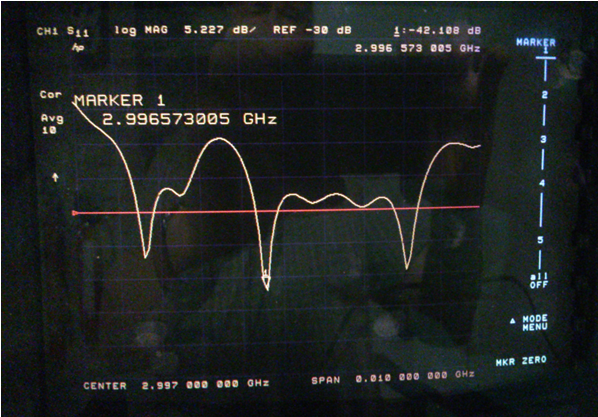 CH1 S11 log MAG 5.227 dB/ REF -30 dB 1:-42.108 dB
hp 2.996 573 005 GHz
MARKER
1
2
3
4
5
all
OFF
▲ MODE
MENU
MKR ZERO
Cor
Avg
10
↑
MARKER 1
2.996573005 GHz
CENTER 2.997 000 000 GHz SPAN 0.010 000 000 GHz